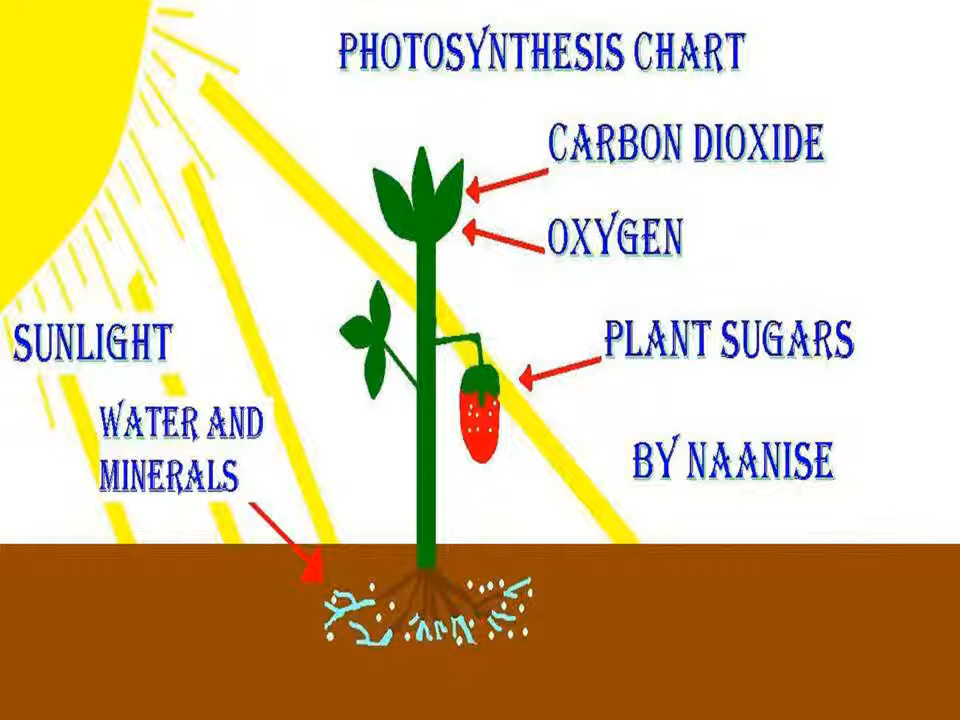 PHOTOSYNTHESIS CHART
CARBON DIOXIDE
OXYGEN
SUNLIGHT
PLANT SUGARS
WATER AND
MINERALS
BY NAANISE